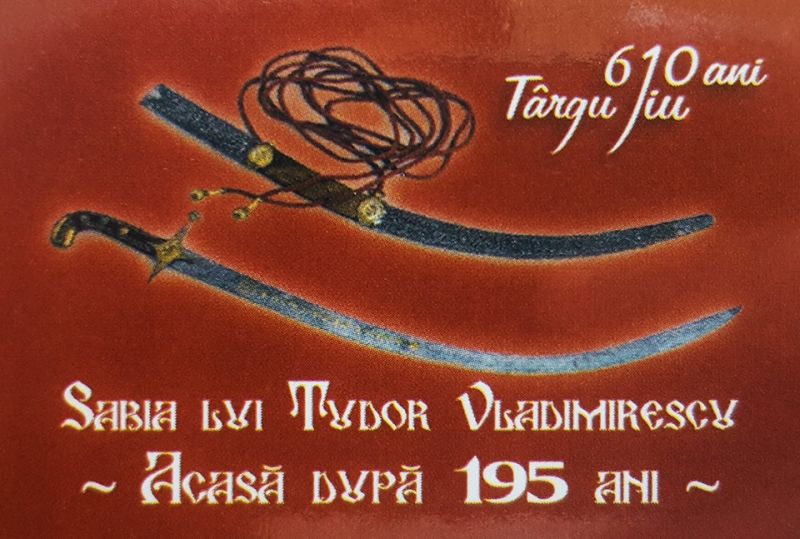 610 ani
Târgu Jiu
Sabia lui Tudor Vladimirescu
~ Acasă după 195 ani ~